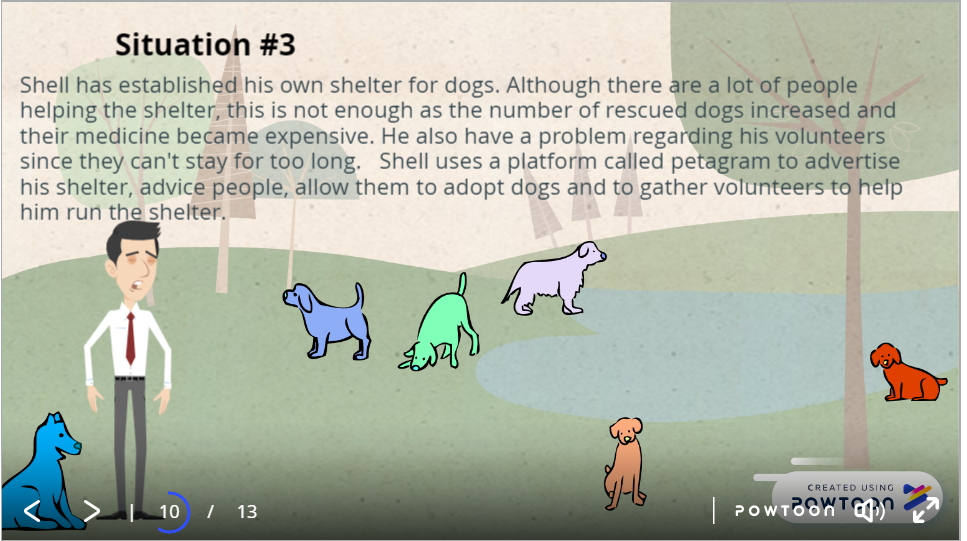 Situation #3
Shell has established his own shelter for dogs. Although there are a lot of people
helping the shelter, this is not enough as the number of rescued dogs increased and
their medicine became expensive. He also have a problem regarding his volunteers
since they can't stay for too long.   Shell uses a platform called petagram to advertise
his shelter, advice people, allow them to adopt dogs and to gather volunteers to help
him run the shelter.
CREATED USING
POWTOON
10 / 13
POWTOON